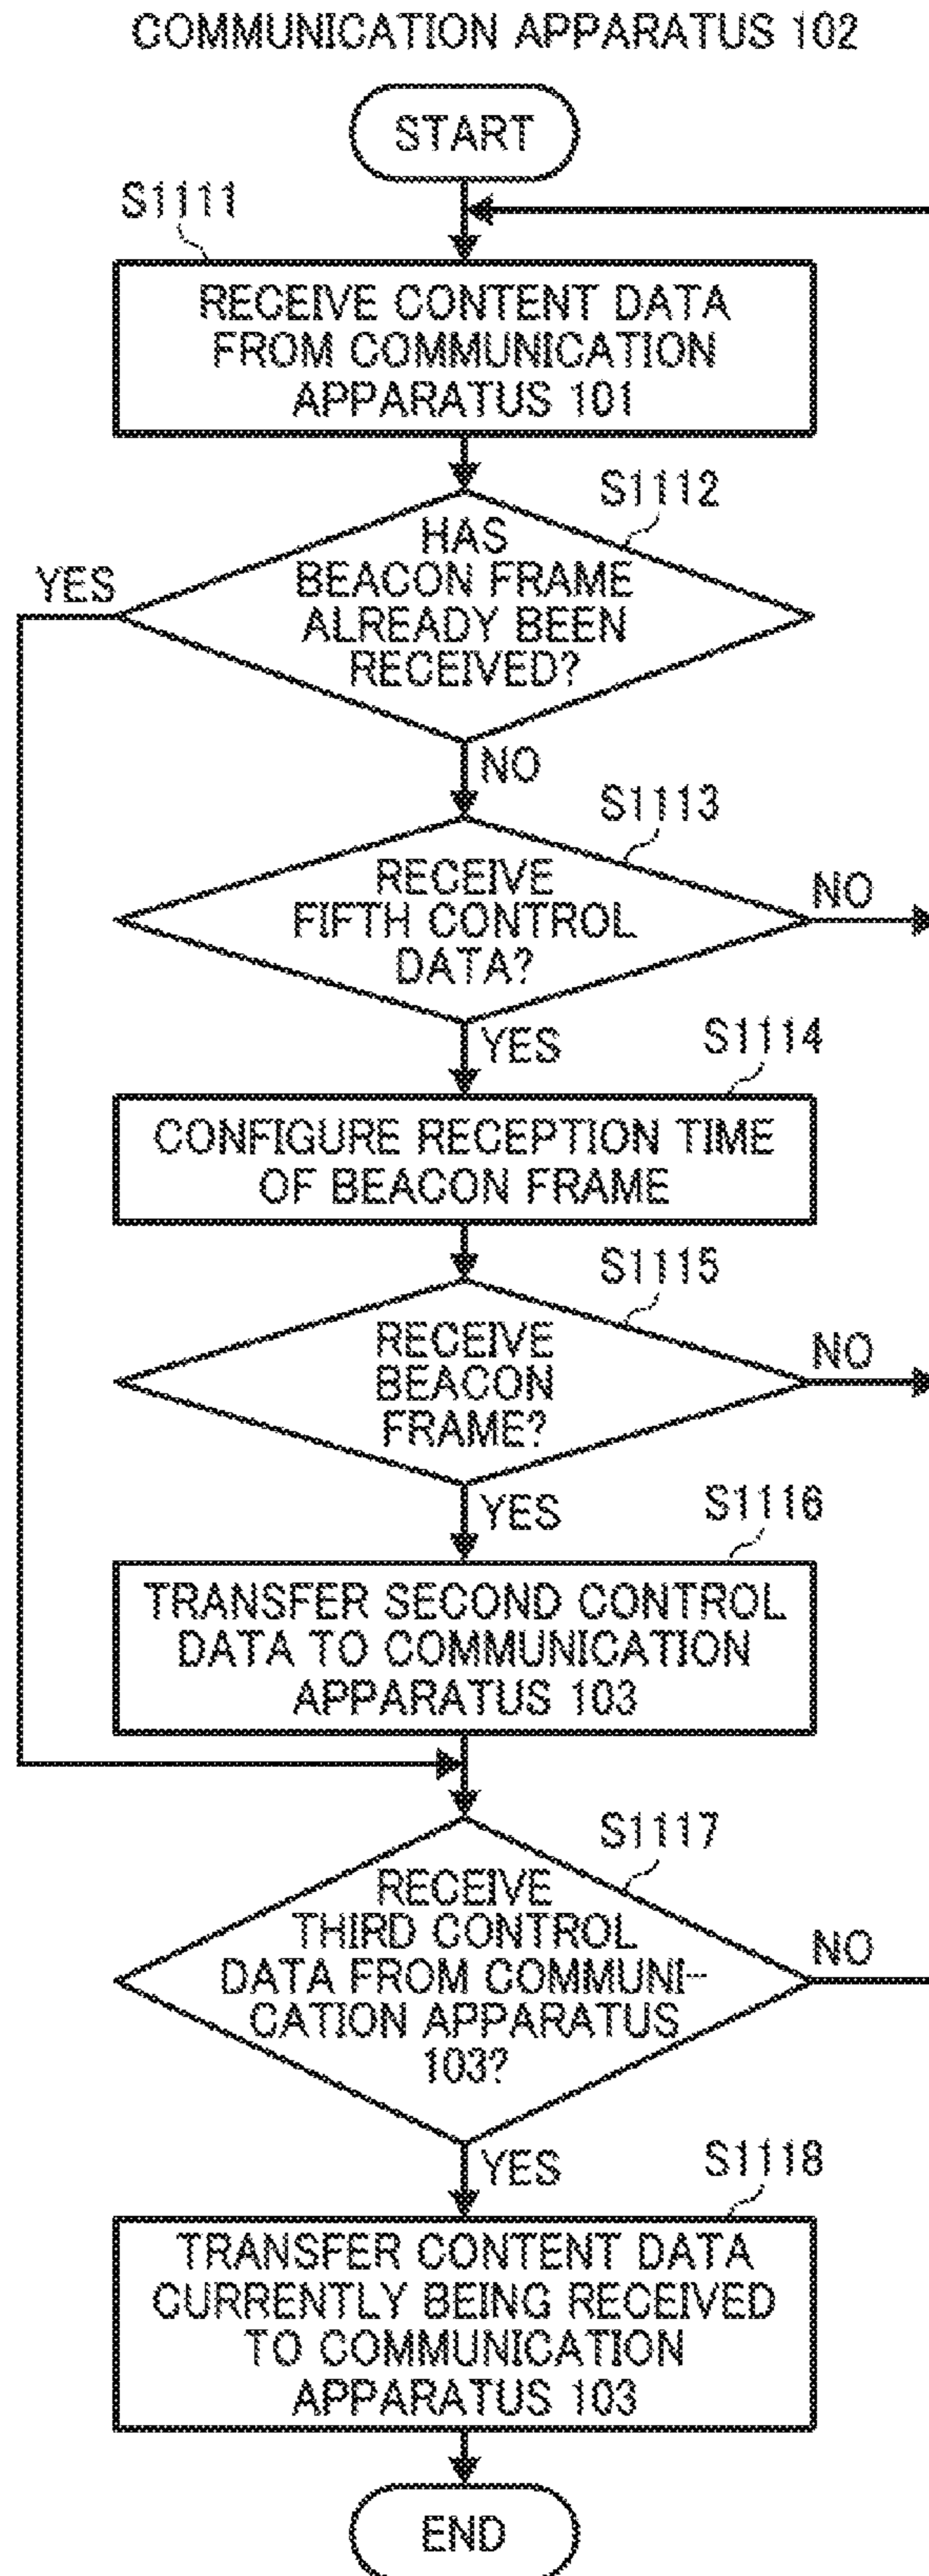 COMMUNICATION APPARATUS 102
START
S1111
RECEIVE CONTENT DATA
FROM COMMUNICATION
APPARATUS 101
S1112
HAS
BEACON FRAME
ALREADY BEEN
RECEIVED?
YES
NO
S1113
RECEIVE
FIFTH CONTROL
DATA?
NO
YES
S1114
CONFIGURE RECEPTION TIME
OF BEACON FRAME
S1115
RECEIVE
BEACON
FRAME?
NO
YES
S1116
TRANSFER SECOND CONTROL
DATA TO COMMUNICATION
APPARATUS 103
S1117
RECEIVE
THIRD CONTROL
DATA FROM COMMUNI-
CATION APPARATUS
103?
NO
YES
S1118
TRANSFER CONTENT DATA
CURRENTLY BEING RECEIVED
TO COMMUNICATION
APPARATUS 103
END